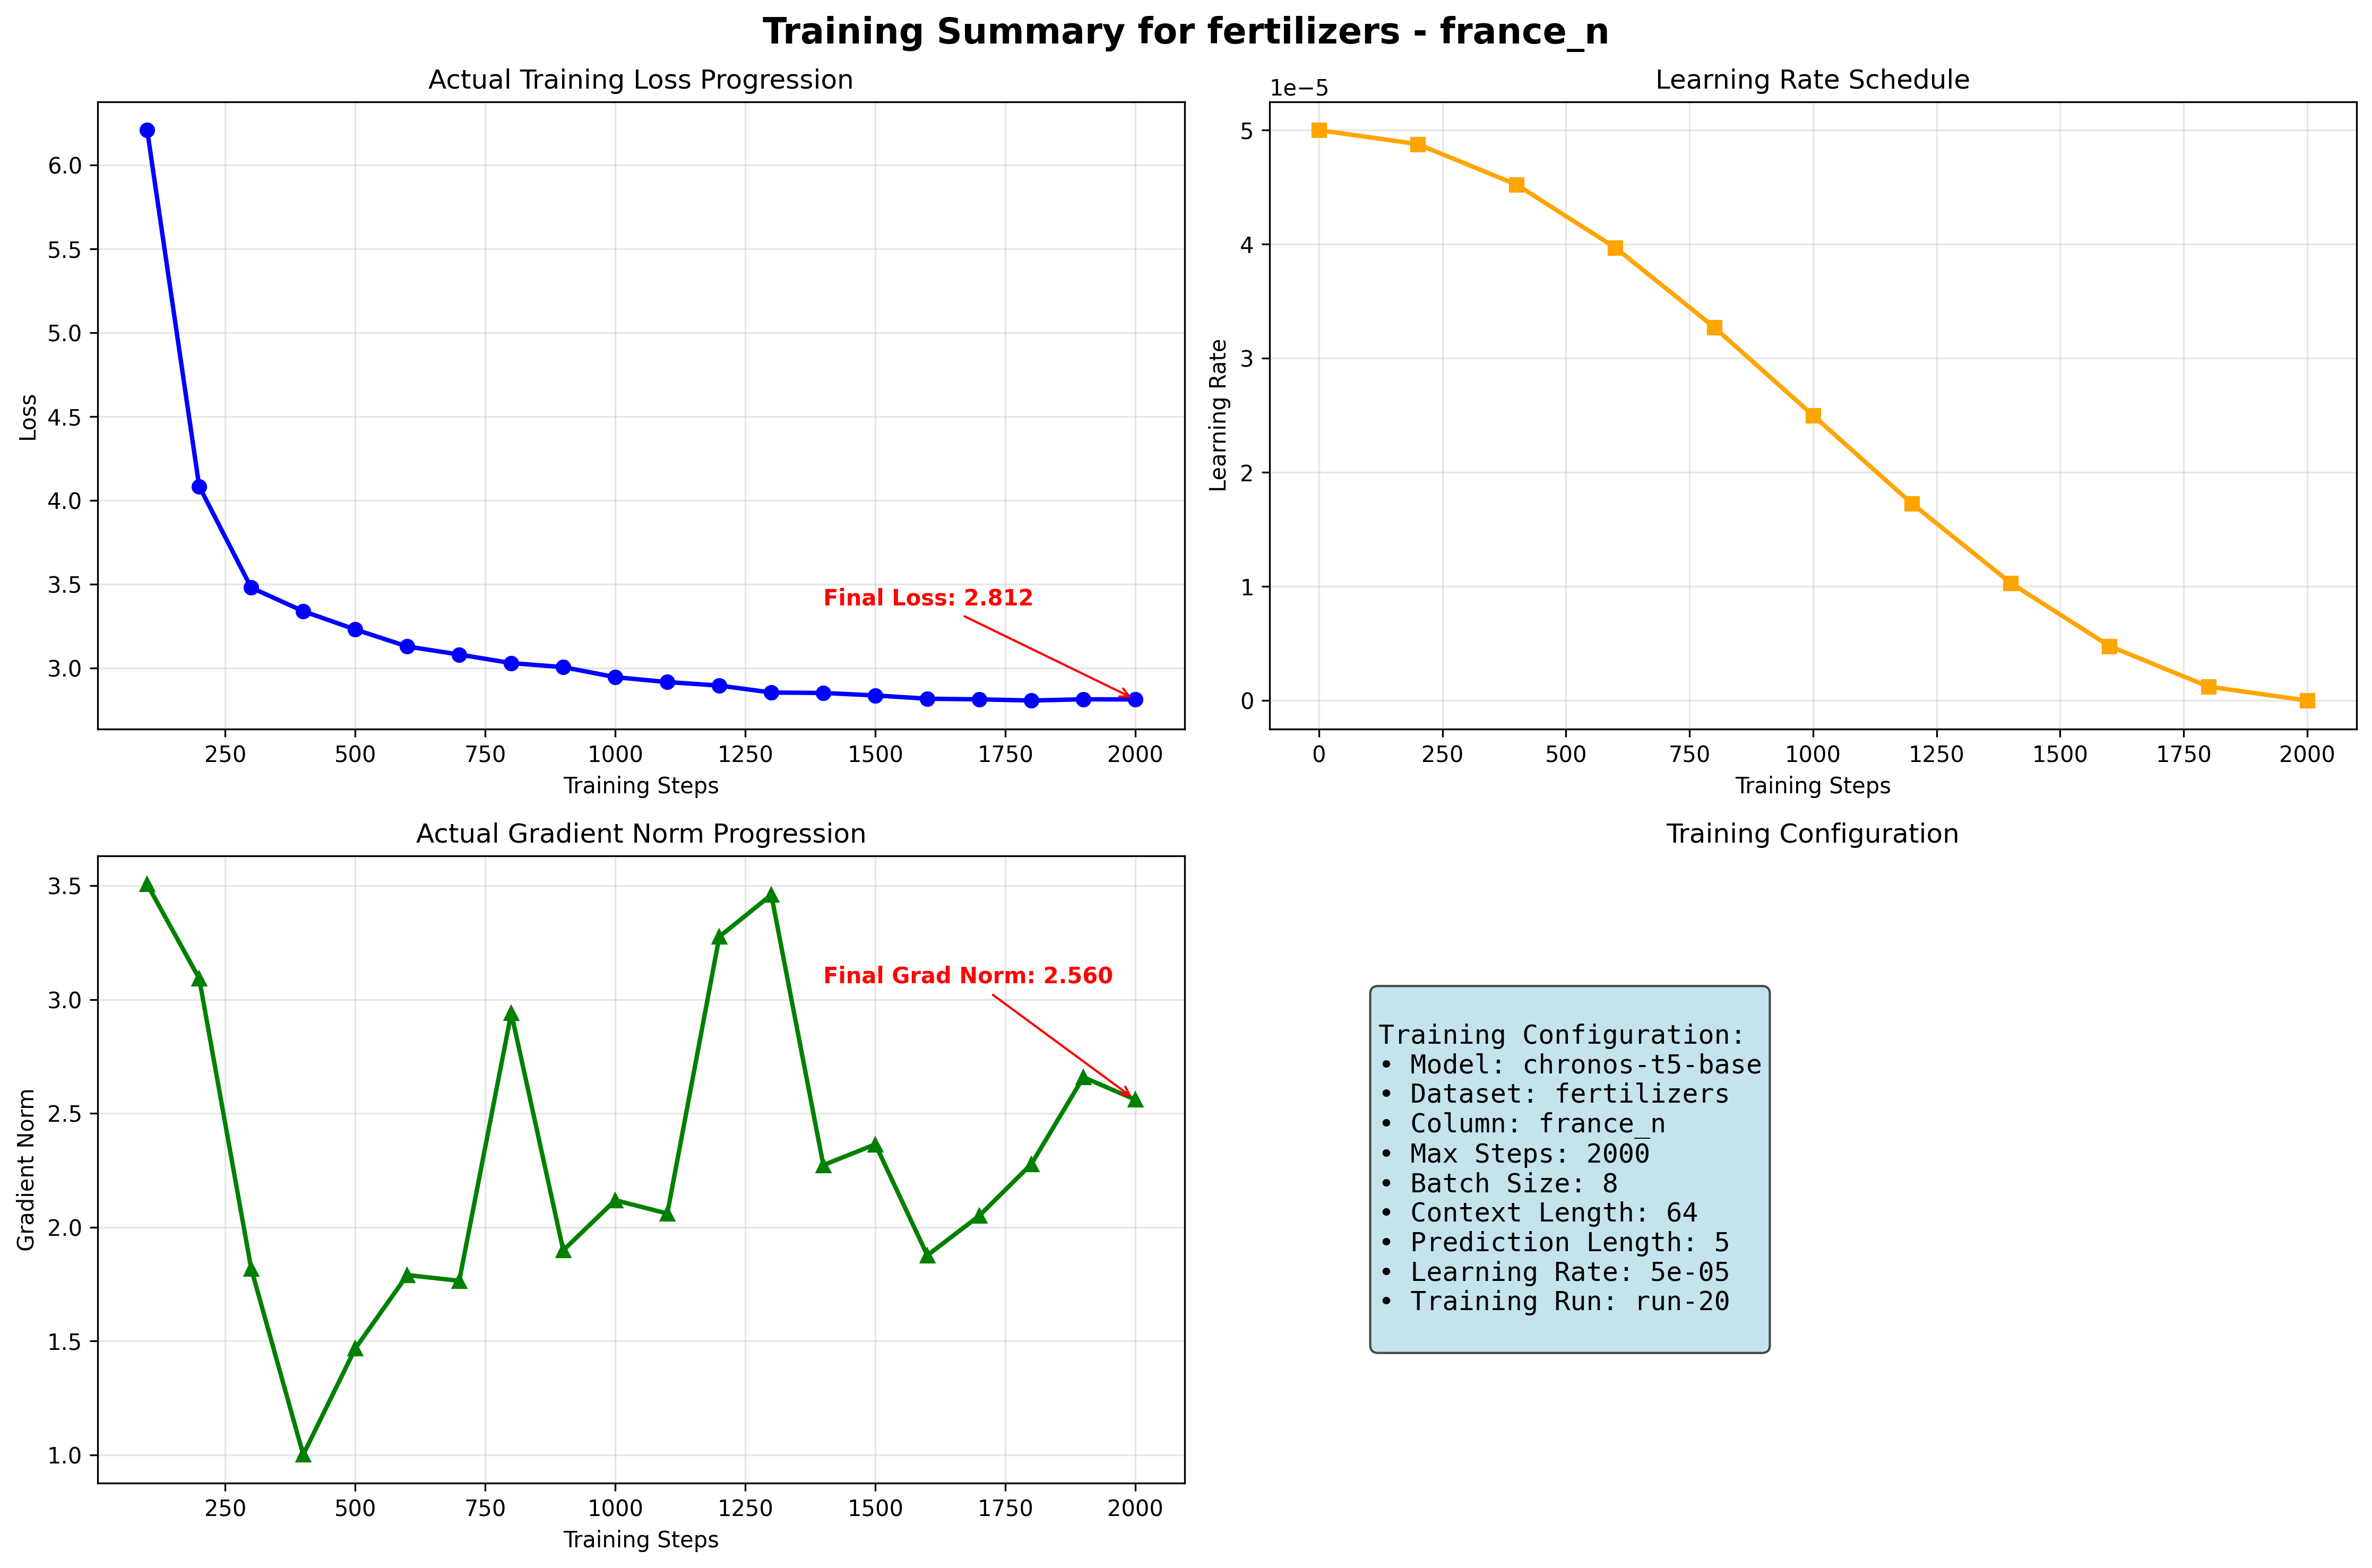 Training Summary for fertilizers - france_n
Actual Training Loss Progression
Loss
6.0
5.5
5.0
4.5
4.0
3.5
3.0
Final Loss: 2.812
250 500 750 1000 1250 1500 1750 2000
Training Steps
Learning Rate Schedule
1e−5
Learning Rate
5
4
3
2
1
0
0 250 500 750 1000 1250 1500 1750 2000
Training Steps
Actual Gradient Norm Progression
Gradient Norm
3.5
3.0
2.5
2.0
1.5
1.0
Final Grad Norm: 2.560
250 500 750 1000 1250 1500 1750 2000
Training Steps
Training Configuration
Training Configuration:
• Model: chronos-t5-base
• Dataset: fertilizers
• Column: france_n
• Max Steps: 2000
• Batch Size: 8
• Context Length: 64
• Prediction Length: 5
• Learning Rate: 5e-05
• Training Run: run-20